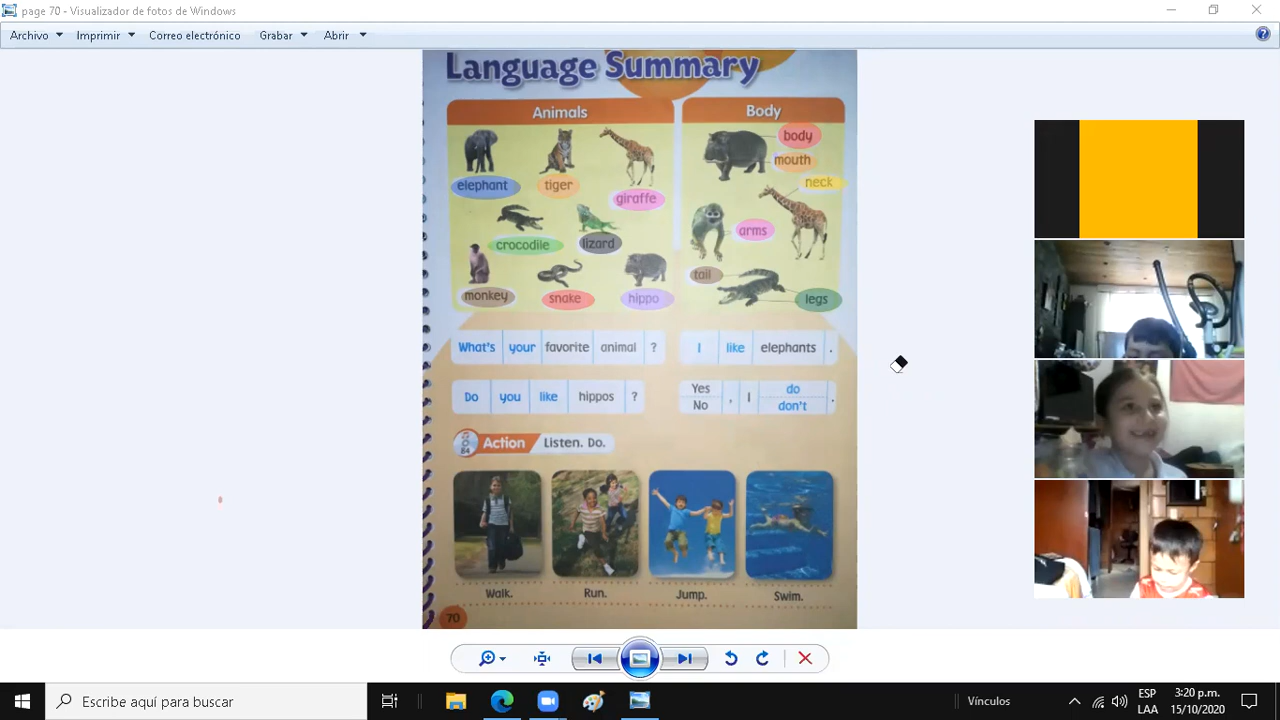 page 70 - Visualizador de fotos de Windows
Archivo Imprimir Correo electrónico Grabar Abrir
Language Summary
Animals
elephant tiger
giraffe
crocodile lizard
monkey snake hippo
Body
body
mouth
neck
arms
tail
legs
What's your favorite animal ?
I like elephants .
Do you like hippos ?
Yes
No , I do
don't .
84 Action Listen. Do.
Walk. Run. Jump. Swim.
70
Escribe aquí para buscar
Vínculos
ESP
LAA
3:20 p.m.
15/10/2020